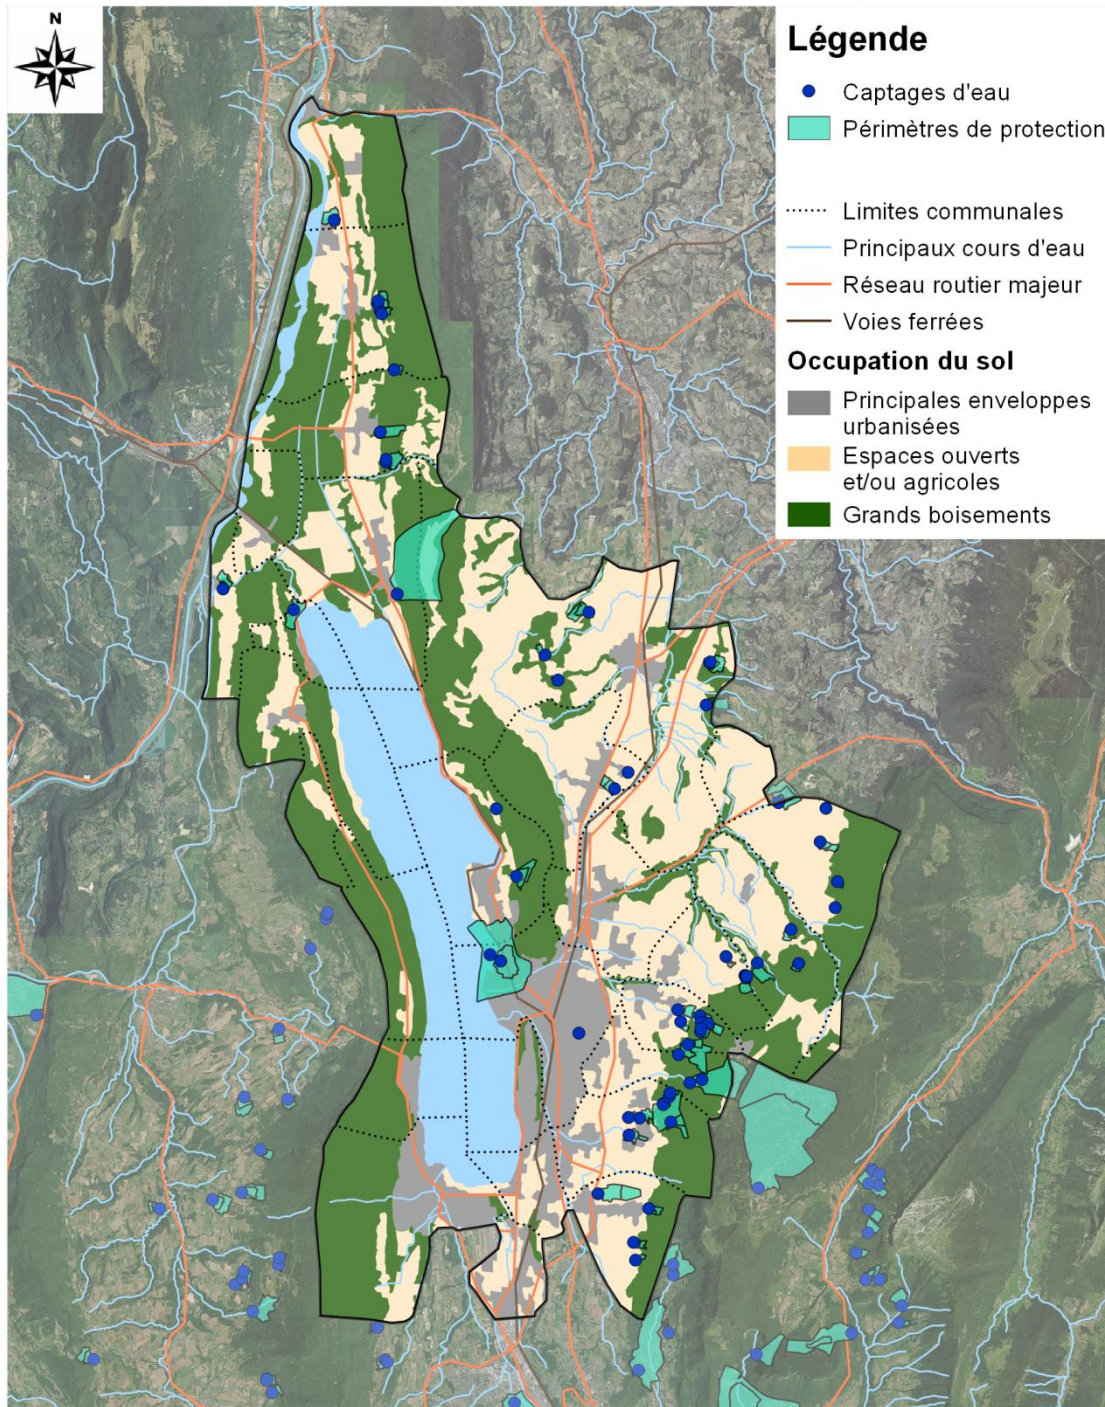 N
Légende
Captages d'eau
Périmètres de protection
Limites communales
Principaux cours d'eau
Réseau routier majeur
Voies ferrées
Occupation du sol
Principales enveloppes
urbanisées
Espaces ouverts
et/ou agricoles
Grands boisements